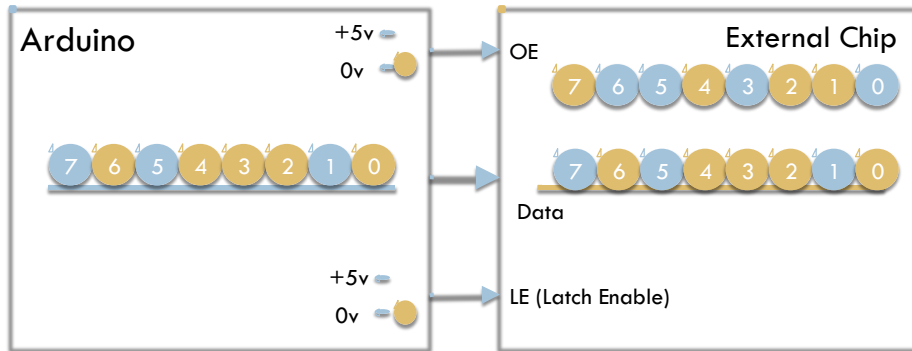 Arduino
+5v
0v
OE
External Chip
7 6 5 4 3 2 1 0
7 6 5 4 3 2 1 0
7 6 5 4 3 2 1 0
Data
+5v
0v
LE (Latch Enable)